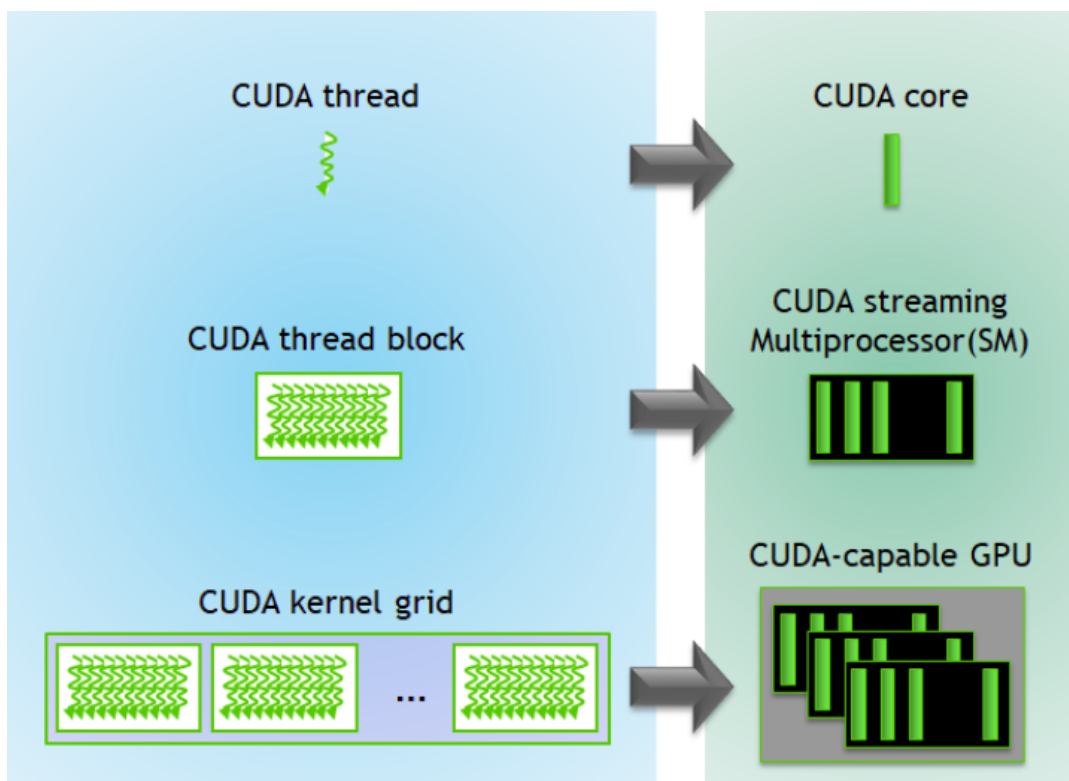 CUDA thread
CUDA core
CUDA thread block
CUDA streaming
Multiprocessor(SM)
CUDA kernel grid
...
CUDA-capable GPU